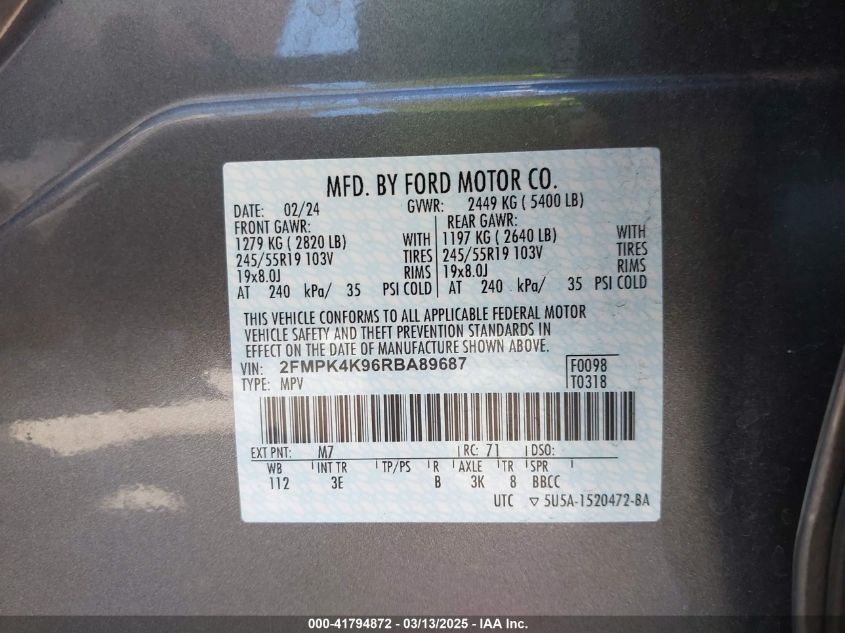 MFD. BY FORD MOTOR CO.
DATE: 02/24 GVWR: 2449 KG ( 5400 LB)
FRONT GAWR: REAR GAWR:
1279 KG ( 2820 LB) WITH 1197 KG ( 2640 LB) WITH
245/55R19 103V TIRES 245/55R19 103V TIRES
19x8.0J RIMS 19x8.0J RIMS
AT 240 kPa/ 35 PSI COLD AT 240 kPa/ 35 PSI COLD
THIS VEHICLE CONFORMS TO ALL APPLICABLE FEDERAL MOTOR
VEHICLE SAFETY AND THEFT PREVENTION STANDARDS IN
EFFECT ON THE DATE OF MANUFACTURE SHOWN ABOVE.
VIN: 2FMPK4K96RBA89687 F0098
TYPE: MPV T0318
EXT PNT: M7 RC: 71 DSO:
WB INT TR TP/PS R AXLE TR SPR
112 3E B 3K 8 BBCC
UTC ▽ 5U5A-1520472-BA
000-41794872 - 03/13/2025 - IAA Inc.